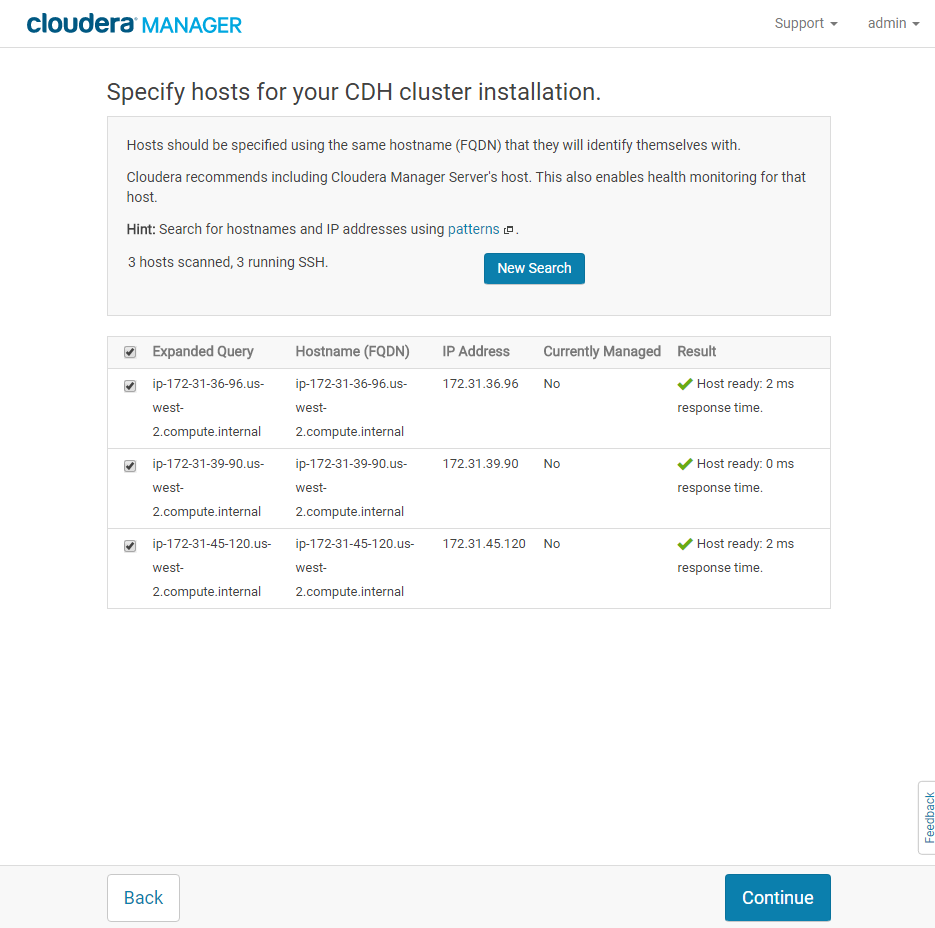 cloudera MANAGER
Support admin
Specify hosts for your CDH cluster installation.
Hosts should be specified using the same hostname (FQDN) that they will identify themselves with.
Cloudera recommends including Cloudera Manager Server's host. This also enables health monitoring for that
host.
Hint: Search for hostnames and IP addresses using patterns .
3 hosts scanned, 3 running SSH.
New Search
Expanded Query Hostname (FQDN) IP Address Currently Managed Result
ip-172-31-36-96.us- ip-172-31-36-96.us- 172.31.36.96 No Host ready: 2 ms
west- west- response time.
2.compute.internal 2.compute.internal
ip-172-31-39-90.us- ip-172-31-39-90.us- 172.31.39.90 No Host ready: 0 ms
west- west- response time.
2.compute.internal 2.compute.internal
ip-172-31-45-120.us- ip-172-31-45-120.us- 172.31.45.120 No Host ready: 2 ms
west- west- response time.
2.compute.internal 2.compute.internal
Feedback
Back Continue